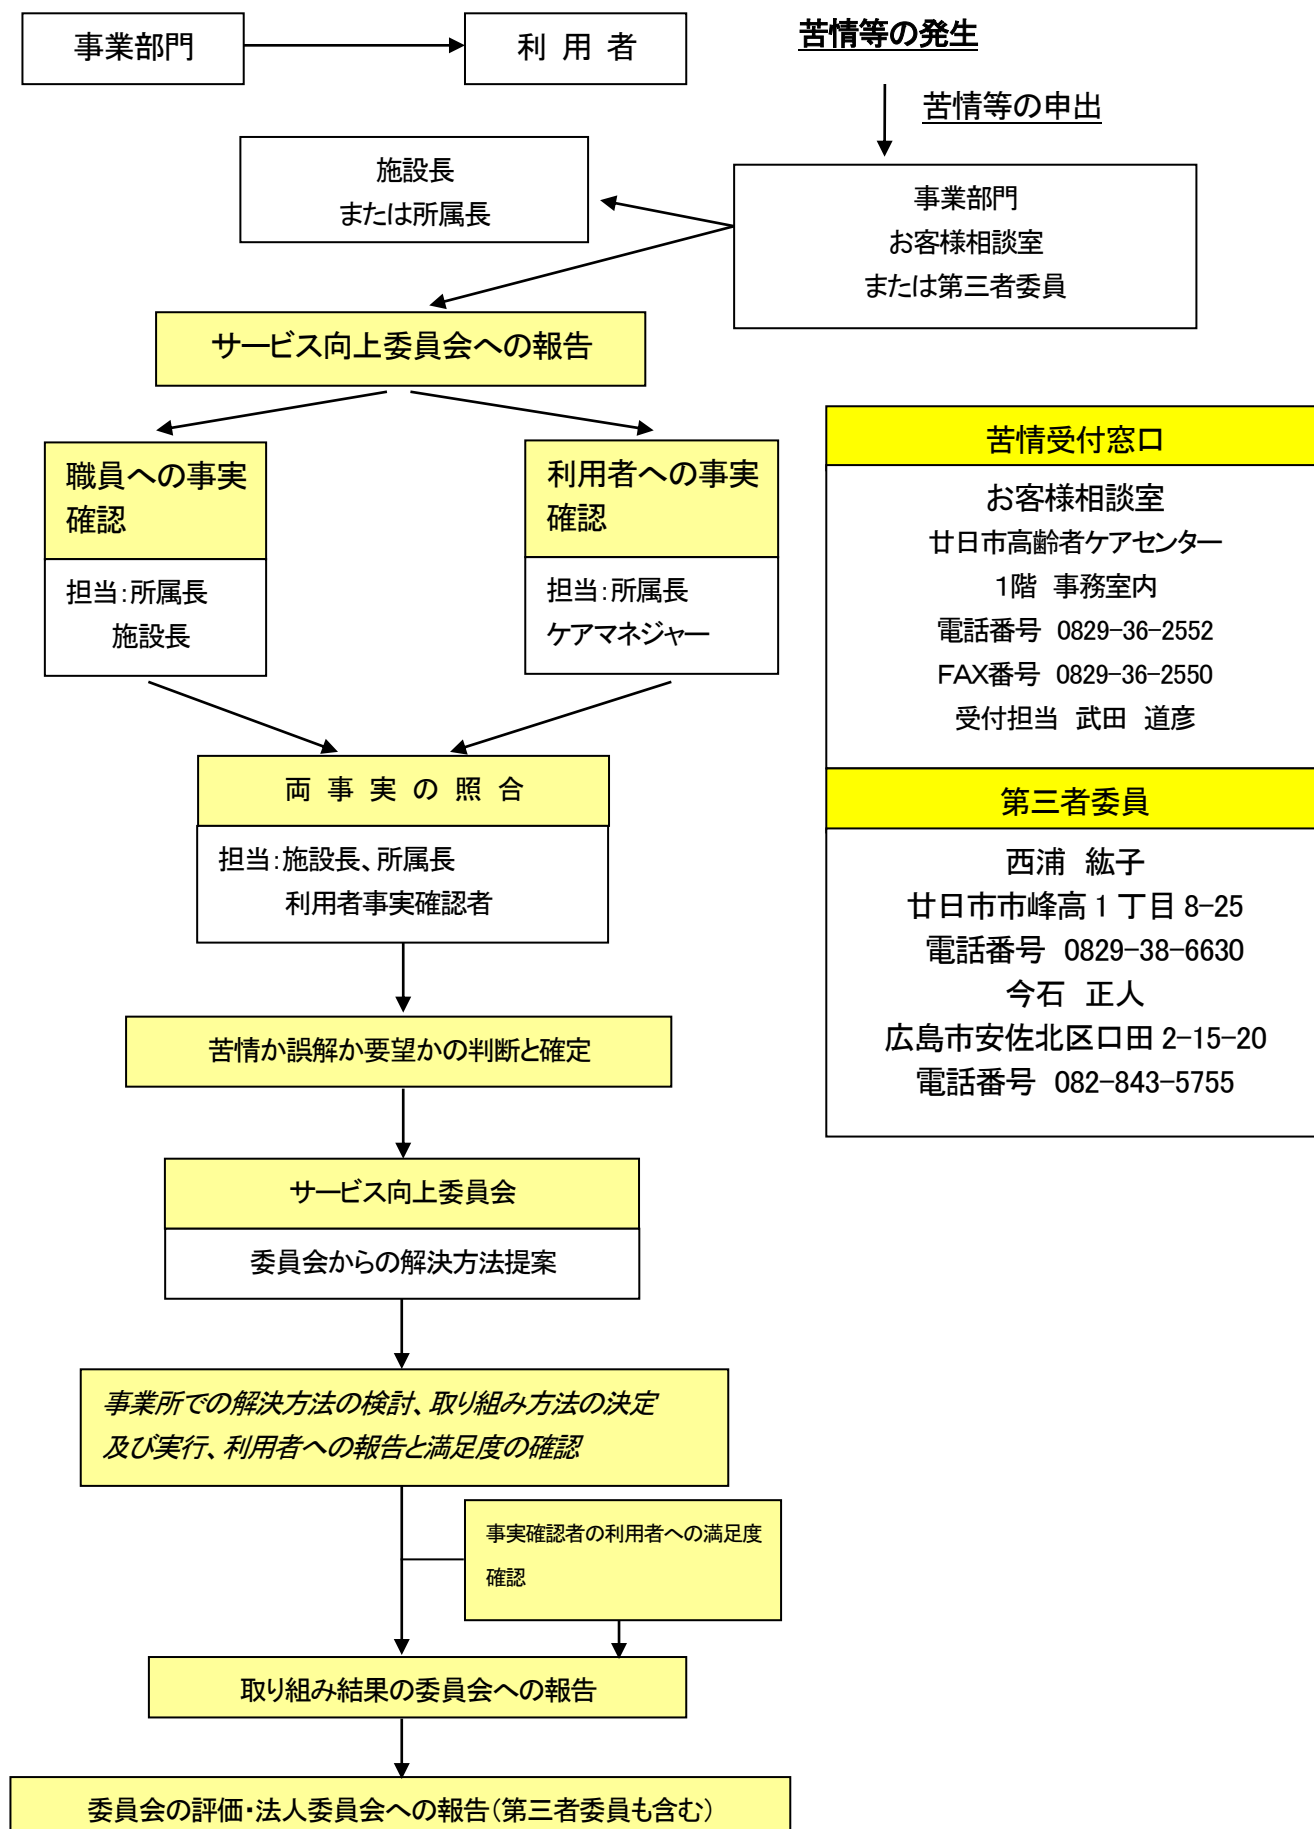 事業部門
利 用 者
苦情等の発生
苦情等の申出
施設長
または所属長
事業部門
お客様相談室
または第三者委員
サービス向上委員会への報告
職員への事実
確認
担当：所属長
施設長
利用者への事実
確認
担当：所属長
ケアマネジャー
両 事 実 の 照 合
担当：施設長、所属長
利用者事実確認者
苦情か誤解か要望かの判断と確定
サービス向上委員会
委員会からの解決方法提案
事業所での解決方法の検討、取り組み方法の決定
及び実行、利用者への報告と満足度の確認
事実確認者の利用者への満足度
確認
取り組み結果の委員会への報告
委員会の評価・法人委員会への報告（第三者委員も含む）
苦情受付窓口
お客様相談室
廿日市高齢者ケアセンター
1階 事務室内
電話番号 0829-36-2552
FAX番号 0829-36-2550
受付担当 武田 道彦
第三者委員
西浦 紘子
廿日市市峰高 1 丁目 8-25
電話番号 0829-38-6630
今石 正人
広島市安佐北区口田 2-15-20
電話番号 082-843-5755